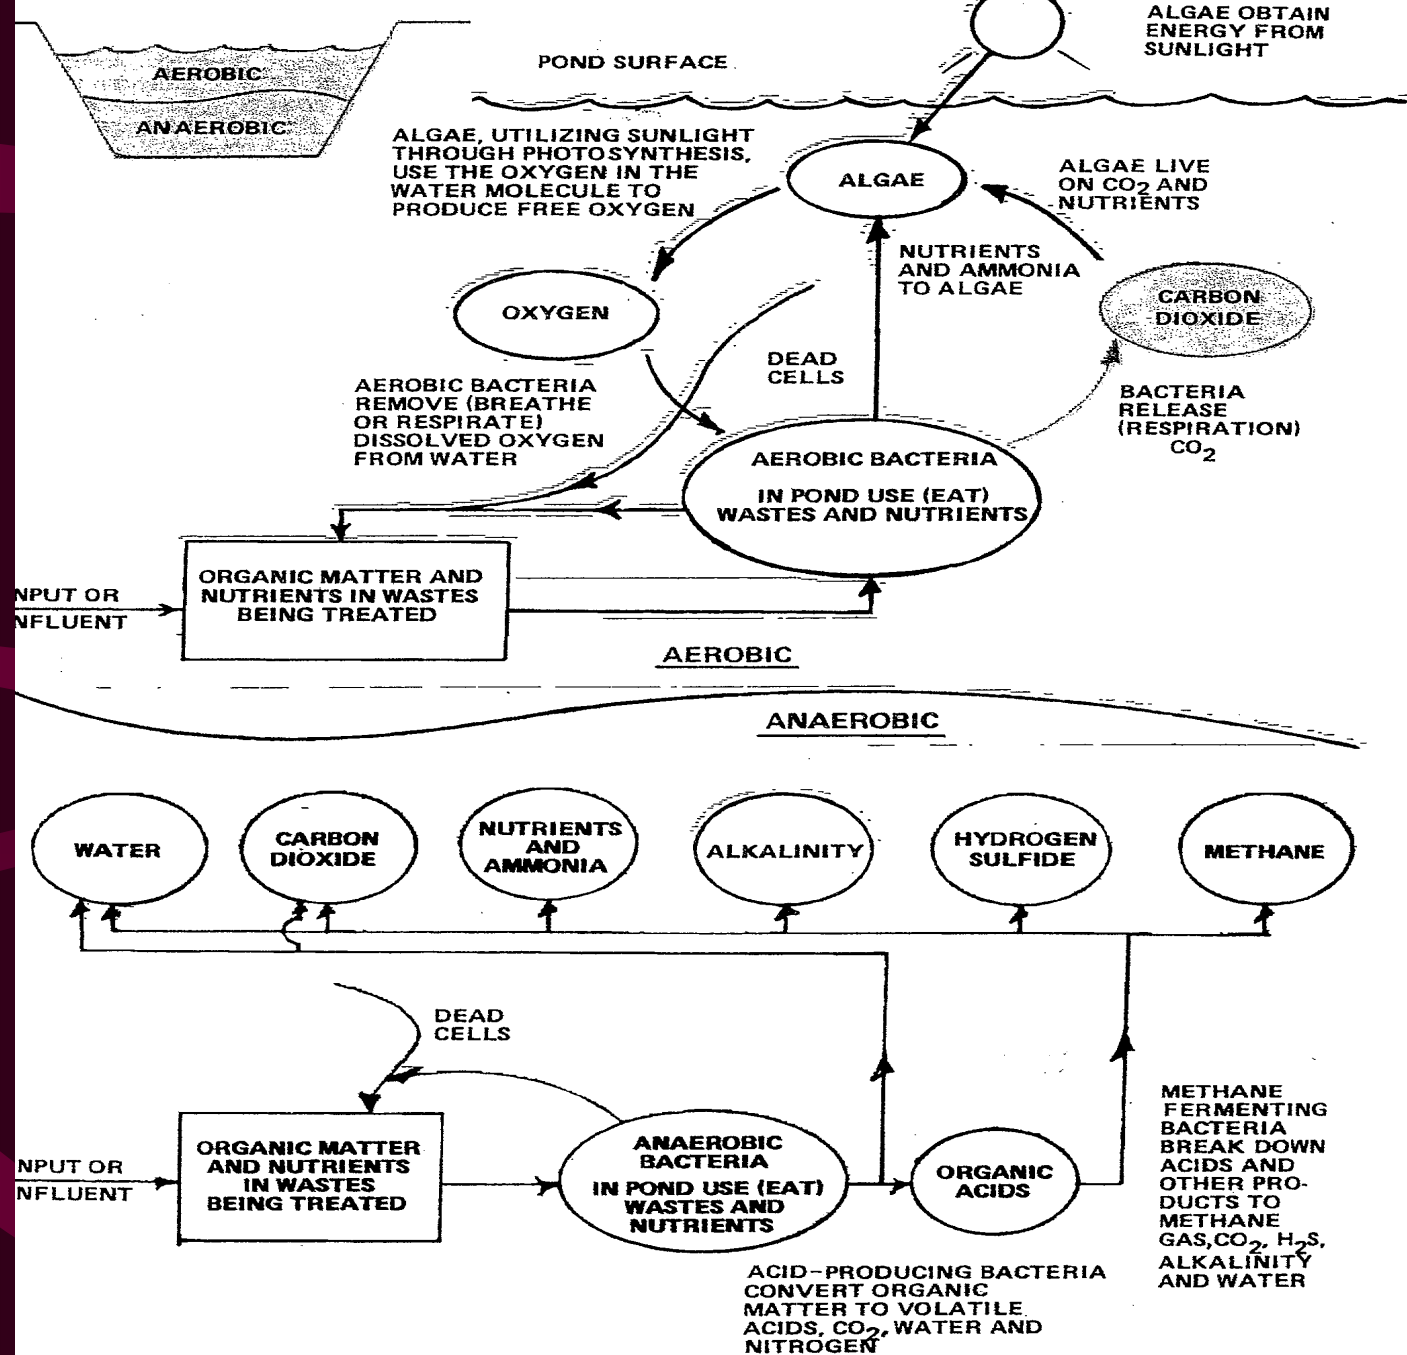 ALGAE OBTAIN
ENERGY FROM
SUNLIGHT
POND SURFACE
AEROBIC
ANAEROBIC
ALGAE, UTILIZING SUNLIGHT
THROUGH PHOTOSYNTHESIS,
USE THE OXYGEN IN THE
WATER MOLECULE TO
PRODUCE FREE OXYGEN
ALGAE
ALGAE LIVE
ON CO2 AND
NUTRIENTS
NUTRIENTS
AND AMMONIA
TO ALGAE
OXYGEN
CARBON
DIOXIDE
DEAD
CELLS
AEROBIC BACTERIA
REMOVE (BREATHE
OR RESPIRATE)
DISSOLVED OXYGEN
FROM WATER
BACTERIA
RELEASE
(RESPIRATION)
CO2
AEROBIC BACTERIA
IN POND USE (EAT)
WASTES AND NUTRIENTS
NPUT OR
NFLUENT
ORGANIC MATTER AND
NUTRIENTS IN WASTES
BEING TREATED
AEROBIC
ANAEROBIC
WATER
CARBON
DIOXIDE
NUTRIENTS
AND
AMMONIA
ALKALINITY
HYDROGEN
SULFIDE
METHANE
DEAD
CELLS
NPUT OR
NFLUENT
ORGANIC MATTER
AND NUTRIENTS
IN WASTES
BEING TREATED
ANAEROBIC
BACTERIA
IN POND USE (EAT)
WASTES AND
NUTRIENTS
ORGANIC
ACIDS
METHANE
FERMENTING
BACTERIA
BREAK DOWN
ACIDS AND
OTHER PRO-
DUCTS TO
METHANE
GAS, CO2, H2S,
ALKALINITY
AND WATER
ACID-PRODUCING BACTERIA
CONVERT ORGANIC
MATTER TO VOLATILE
ACIDS, CO2, WATER AND
NITROGEN